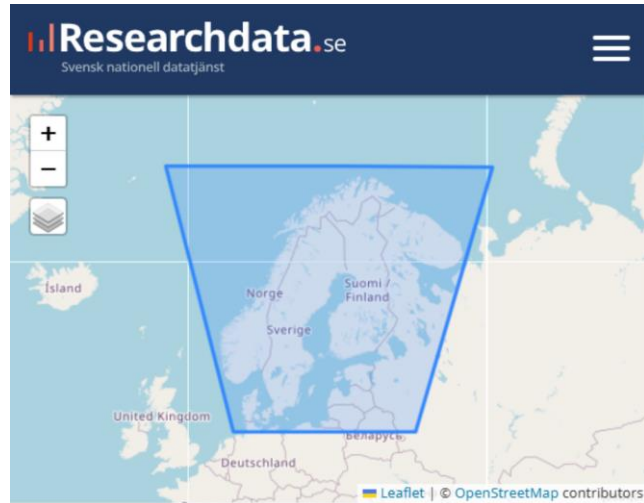 Researchdata.se
Svensk nationell datatjänst
+
−
Ísland
Norge
Suomi /
Finland
Sverige
United Kingdom
Беларусь
Deutschland
Leaflet | © OpenStreetMap contributors